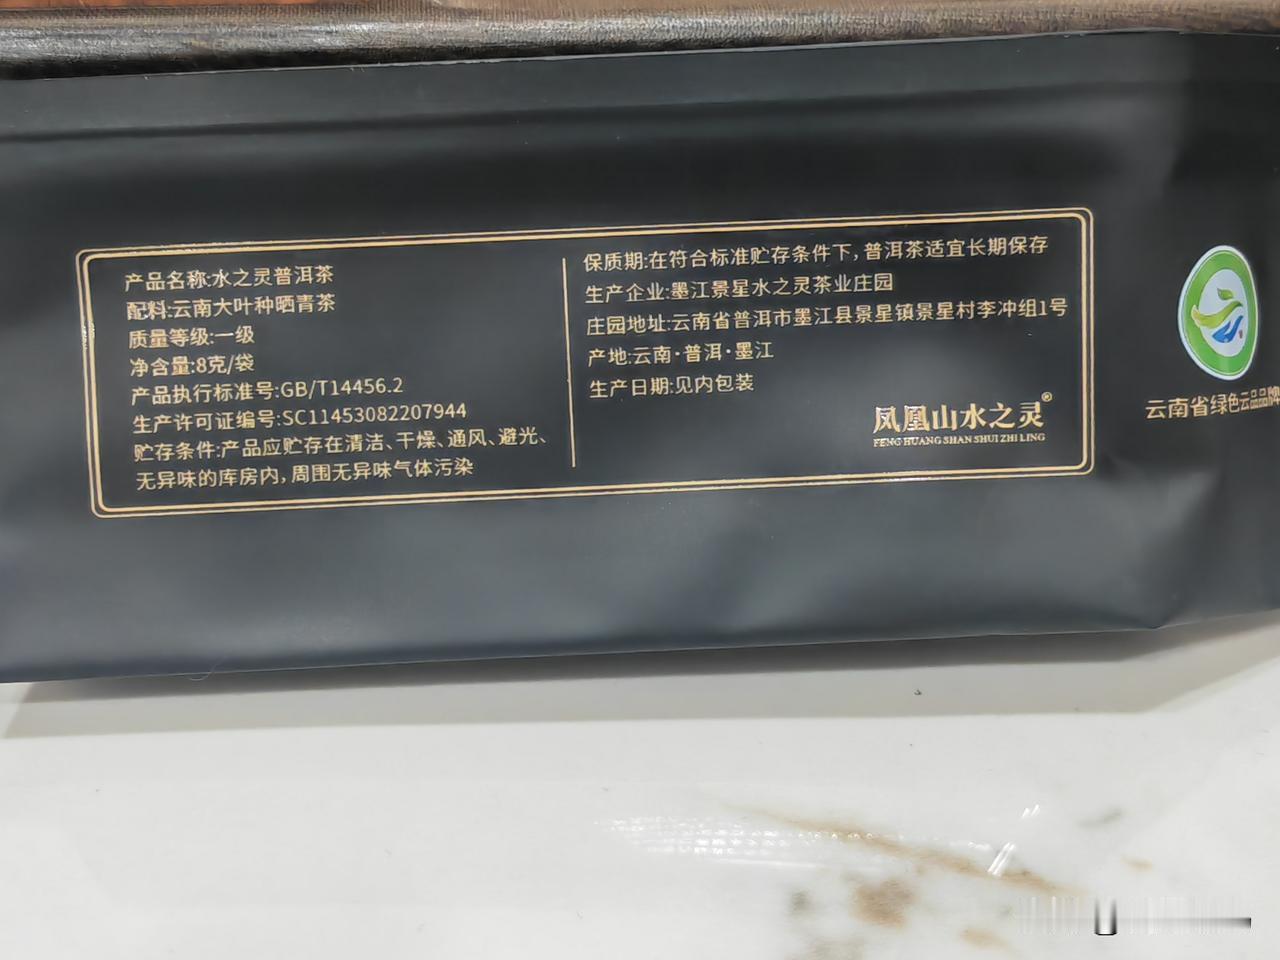 产品名称:水之灵普洱茶
配料:云南大叶种晒青茶
质量等级:一级
净含量:8克/袋
产品执行标准号:GB/T14456.2
生产许可证编号:SC11453082207944
贮存条件:产品应贮存在清洁、干燥、通风、避光、
无异味的库房内,周围无异味气体污染
保质期:在符合标准贮存条件下,普洱茶适宜长期保存
生产企业:墨江景星水之灵茶业庄园
庄园地址:云南省普洱市墨江县景星镇景星村李冲组1号
产地:云南·普洱·墨江
生产日期:见内包装
凤凰山水之灵®
FENG HUANG SHAN SHUI ZHI LING
云南省绿色云品品牌